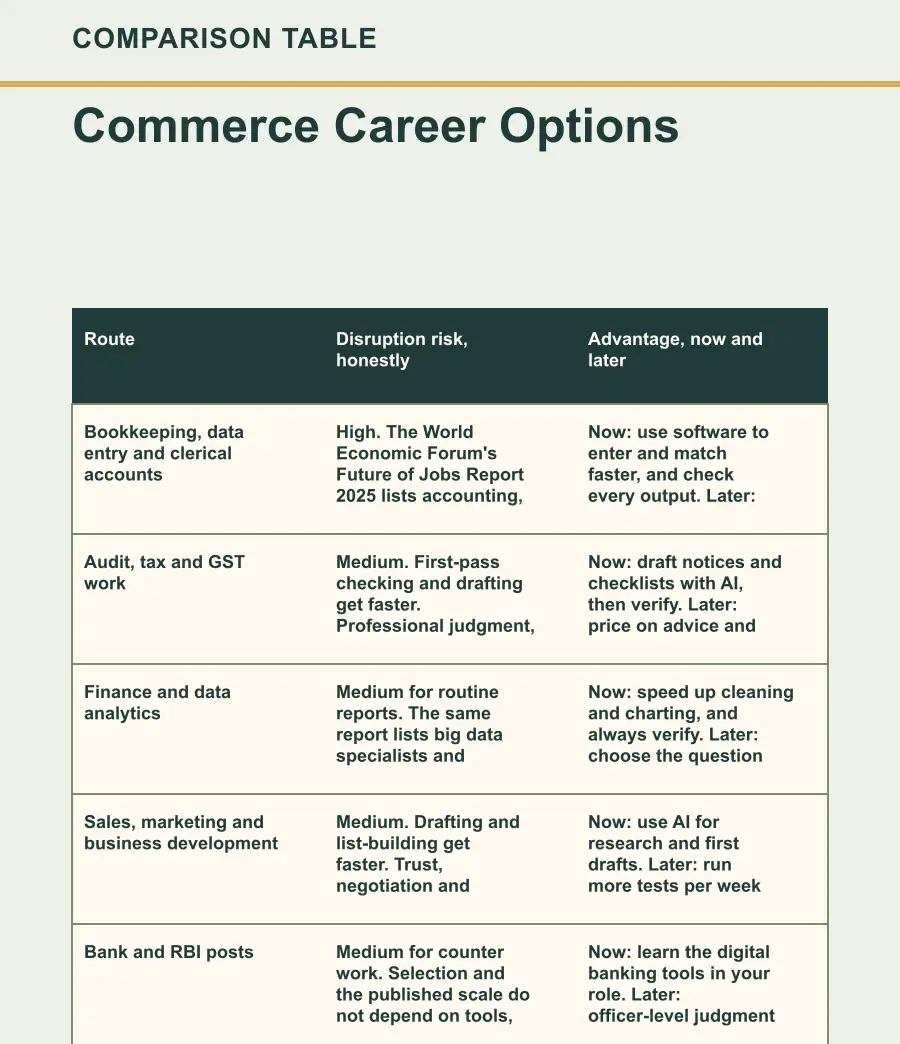 COMPARISON TABLE
Commerce Career Options
Route
Disruption risk,
honestly
Advantage, now and
later
Bookkeeping, data
entry and clerical
accounts
High. The World
Economic Forum's
Future of Jobs Report
2025 lists accounting,
Now: use software to
enter and match
faster, and check
every output. Later:
Audit, tax and GST
work
Medium. First-pass
checking and drafting
get faster.
Professional judgment,
Now: draft notices and
checklists with AI,
then verify. Later:
price on advice and
Finance and data
analytics
Medium for routine
reports. The same
report lists big data
specialists and
Now: speed up cleaning
and charting, and
always verify. Later:
choose the question
Sales, marketing and
business development
Medium. Drafting and
list-building get
faster. Trust,
negotiation and
Now: use AI for
research and first
drafts. Later: run
more tests per week
Bank and RBI posts
Medium for counter
work. Selection and
the published scale do
not depend on tools,
Now: learn the digital
banking tools in your
role. Later:
officer-level judgment